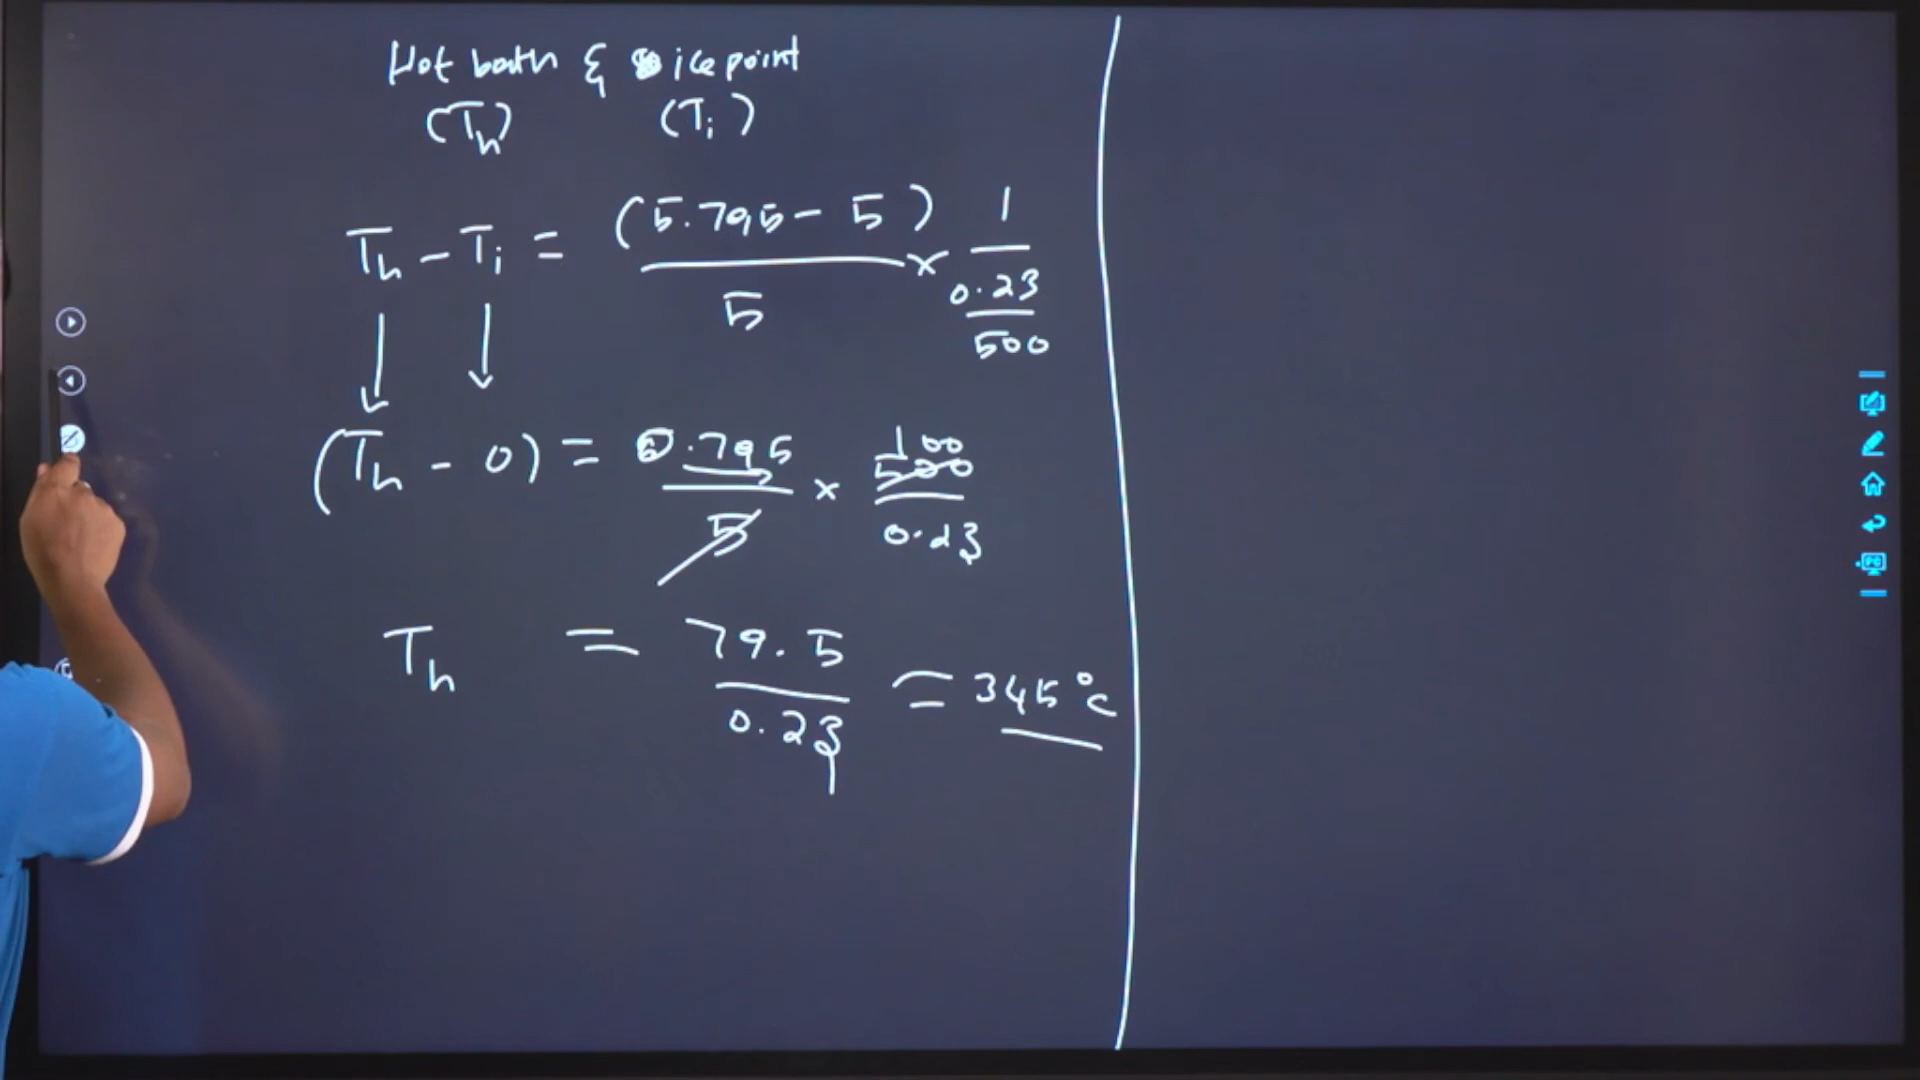 Hot bath & ice point
(Th) (Ti)
Th - Ti = (5.795 - 5) / 5 × 1 / 0.23 / 500
(Th - 0) = 0.795 / 5 × 100 500 / 0.23
Th = 79.5 / 0.23 = 345°C